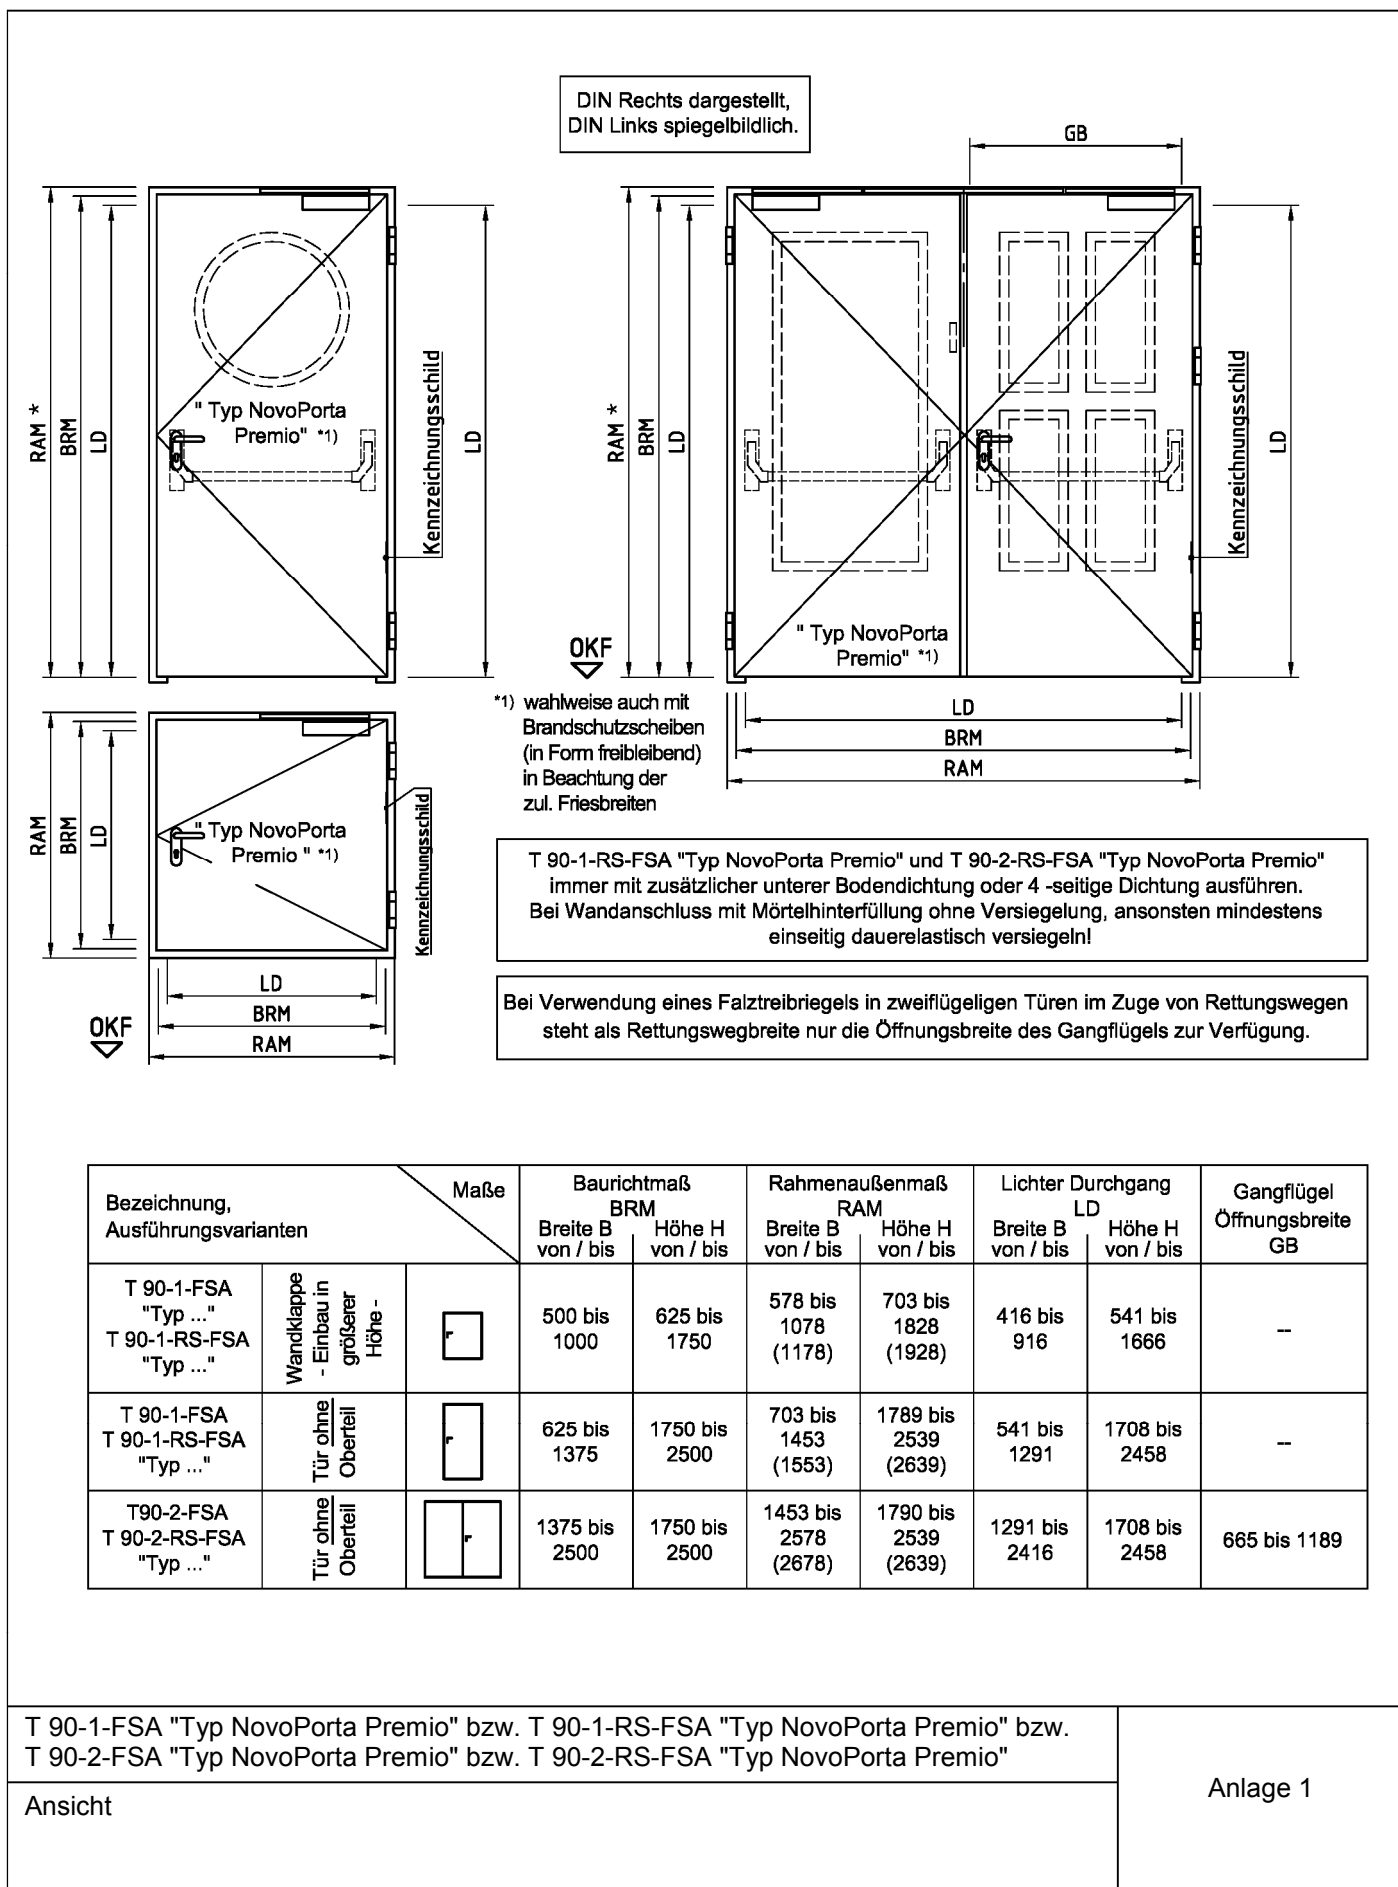 DIN Rechts dargestellt,
DIN Links spiegelbildlich.
GB
RAM *
BRM
LD
" Typ NovoPorta
Premio" *1)
Kennzeichnungsschild
LD
RAM *
BRM
LD
" Typ NovoPorta
Premio" *1)
Kennzeichnungsschild
LD
OKF
LD
BRM
RAM
*1) wahlweise auch mit
Brandschutzscheiben
(in Form freibleibend)
in Beachtung der
zul. Friesbreiten
RAM
BRM
LD
" Typ NovoPorta
Premio " *1)
Kennzeichnungsschild
LD
BRM
RAM
OKF
T 90-1-RS-FSA "Typ NovoPorta Premio" und T 90-2-RS-FSA "Typ NovoPorta Premio"
immer mit zusätzlicher unterer Bodendichtung oder 4 -seitige Dichtung ausführen.
Bei Wandanschluss mit Mörtelhinterfüllung ohne Versiegelung, ansonsten mindestens
einseitig dauerelastisch versiegeln!
Bei Verwendung eines Falztreibriegels in zweiflügeligen Türen im Zuge von Rettungswegen
steht als Rettungswegbreite nur die Öffnungsbreite des Gangflügels zur Verfügung.
Bezeichnung,
Ausführungsvarianten
Maße
Baurichtmaß
BRM
Breite B
von / bis
Höhe H
von / bis
Rahmenaußenmaß
RAM
Breite B
von / bis
Höhe H
von / bis
Lichter Durchgang
LD
Breite B
von / bis
Höhe H
von / bis
Gangflügel
Öffnungsbreite
GB
T 90-1-FSA
"Typ ..."
T 90-1-RS-FSA
"Typ ..."
Wandklappe
- Einbau in
größerer
Höhe -
500 bis
1000
625 bis
1750
578 bis
1078
(1178)
703 bis
1828
(1928)
416 bis
916
541 bis
1666
--
T 90-1-FSA
T 90-1-RS-FSA
"Typ ..."
Tür ohne
Oberteil
625 bis
1375
1750 bis
2500
703 bis
1453
(1553)
1789 bis
2539
(2639)
541 bis
1291
1708 bis
2458
--
T90-2-FSA
T 90-2-RS-FSA
"Typ ..."
Tür ohne
Oberteil
1375 bis
2500
1750 bis
2500
1453 bis
2578
(2678)
1790 bis
2539
(2639)
1291 bis
2416
1708 bis
2458
665 bis 1189
T 90-1-FSA "Typ NovoPorta Premio" bzw. T 90-1-RS-FSA "Typ NovoPorta Premio" bzw.
T 90-2-FSA "Typ NovoPorta Premio" bzw. T 90-2-RS-FSA "Typ NovoPorta Premio"
Ansicht
Anlage 1